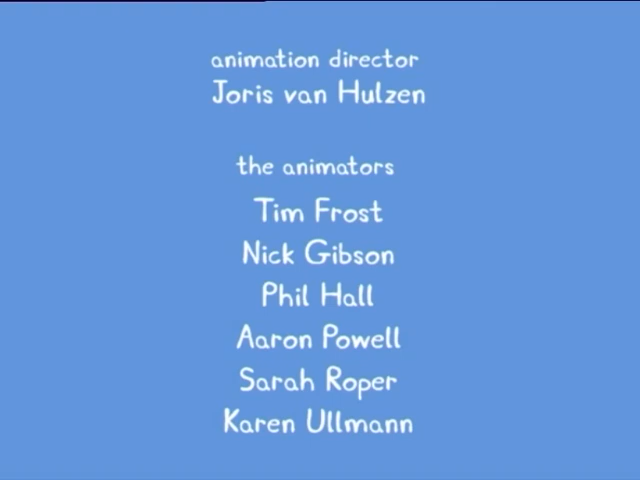 animation director
Joris van Hulzen
the animators
Tim Frost
Nick Gibson
Phil Hall
Aaron Powell
Sarah Roper
Karen Ullmann